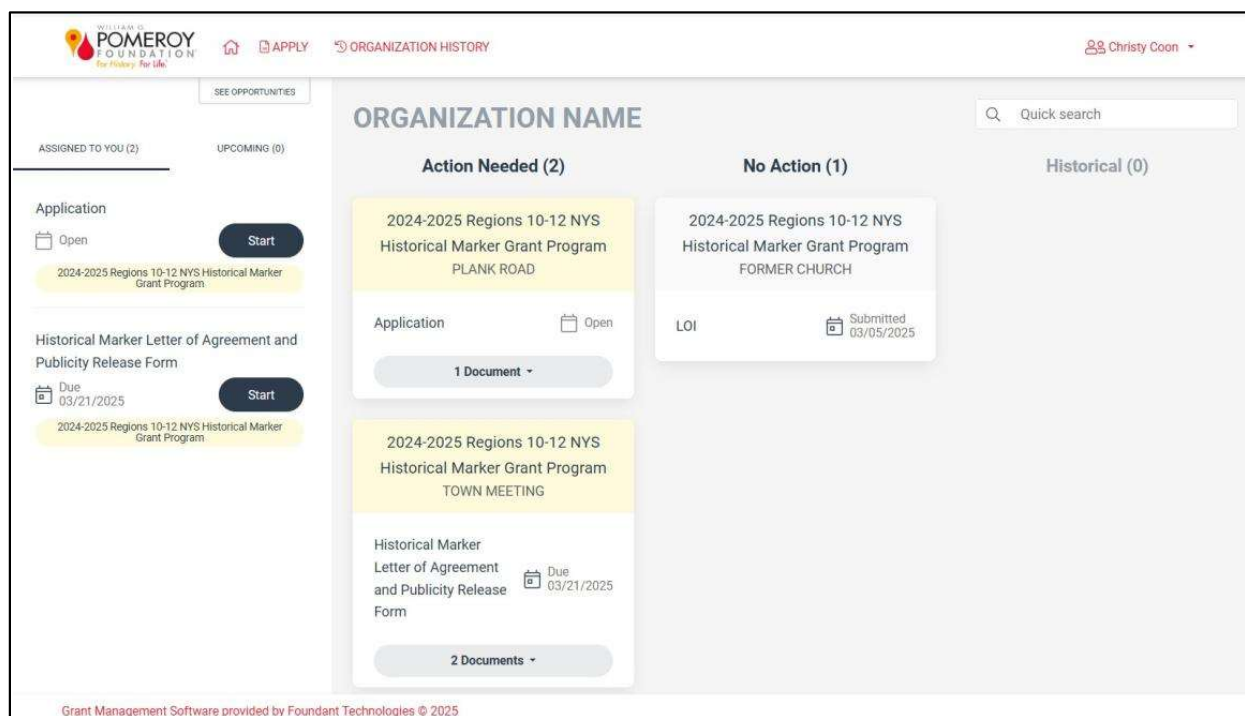 WILLIAM G.
POMEROY
FOUNDATION
For History. For Life.
APPLY
ORGANIZATION HISTORY
Christy Coon
SEE OPPORTUNITIES
ASSIGNED TO YOU (2)
UPCOMING (0)
Application
Open
Start
2024-2025 Regions 10-12 NYS Historical Marker
Grant Program
Historical Marker Letter of Agreement and
Publicity Release Form
Due
03/21/2025
Start
2024-2025 Regions 10-12 NYS Historical Marker
Grant Program
ORGANIZATION NAME
Quick search
Action Needed (2)
2024-2025 Regions 10-12 NYS
Historical Marker Grant Program
PLANK ROAD
Application
Open
1 Document
2024-2025 Regions 10-12 NYS
Historical Marker Grant Program
TOWN MEETING
Historical Marker
Letter of Agreement
and Publicity Release
Form
Due
03/21/2025
2 Documents
No Action (1)
2024-2025 Regions 10-12 NYS
Historical Marker Grant Program
FORMER CHURCH
LOI
Submitted
03/05/2025
Historical (0)
Grant Management Software provided by Foundant Technologies © 2025